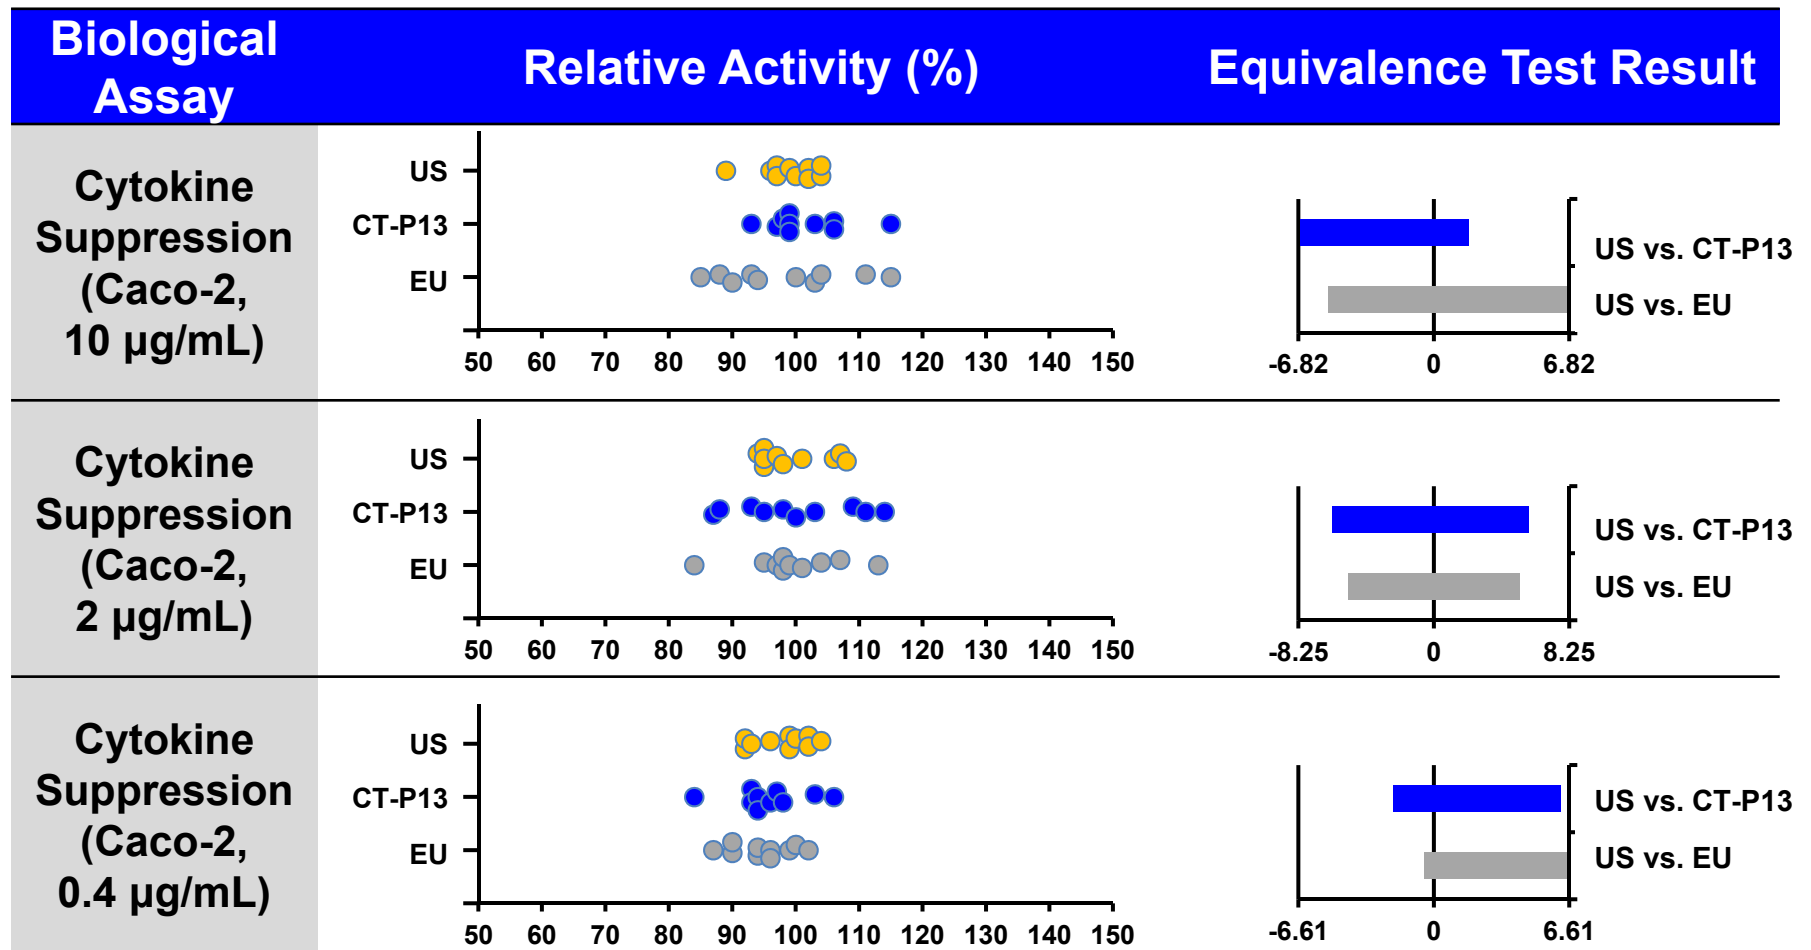 Biological
Assay
Relative Activity (%)
Equivalence Test Result
Cytokine
Suppression
(Caco-2,
10 µg/mL)
US
CT-P13
EU
50 60 70 80 90 100 110 120 130 140 150
US vs. CT-P13
US vs. EU
-6.82 0 6.82
Cytokine
Suppression
(Caco-2,
2 µg/mL)
US
CT-P13
EU
50 60 70 80 90 100 110 120 130 140 150
US vs. CT-P13
US vs. EU
-8.25 0 8.25
Cytokine
Suppression
(Caco-2,
0.4 µg/mL)
US
CT-P13
EU
50 60 70 80 90 100 110 120 130 140 150
US vs. CT-P13
US vs. EU
-6.61 0 6.61